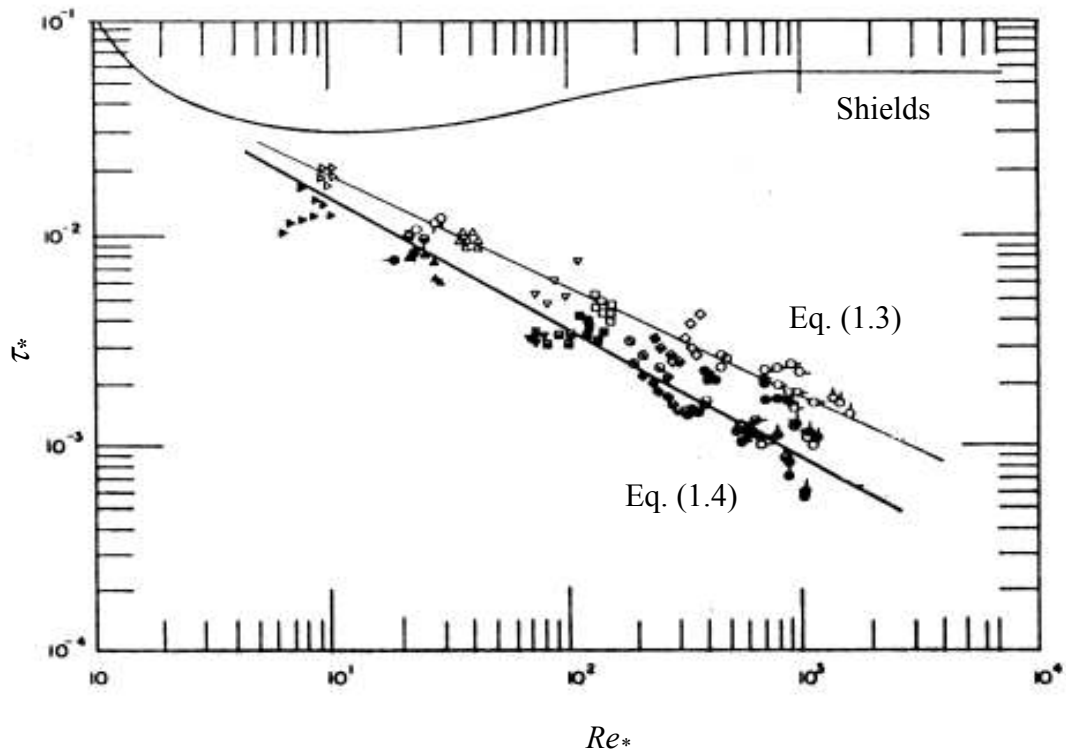 10⁻¹
Shields
10⁻²
τ*
Eq. (1.3)
10⁻³
Eq. (1.4)
10⁻⁴
10 10¹ 10² 10³ 10⁴
Re*